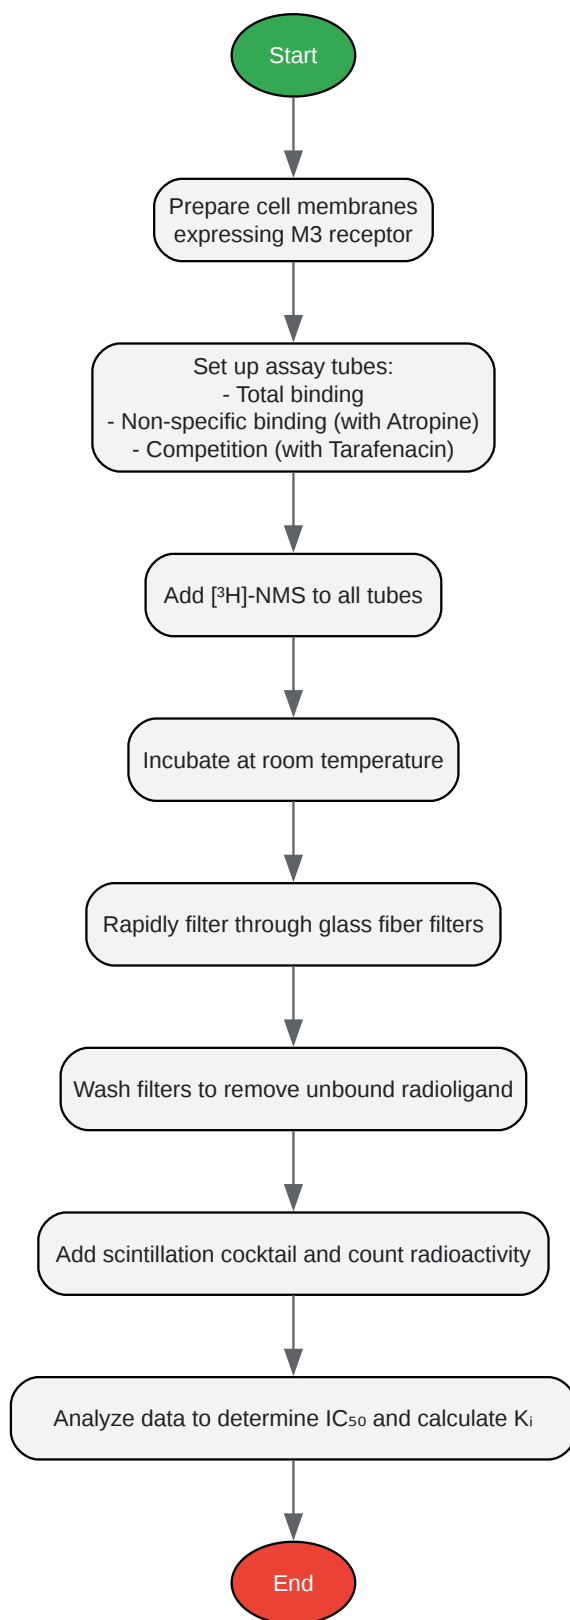 Start
Prepare cell membranes
expressing M3 receptor
Set up assay tubes:
- Total binding
- Non-specific binding (with Atropine)
- Competition (with Tarafenacin)
Add [³H]-NMS to all tubes
Incubate at room temperature
Rapidly filter through glass fiber filters
Wash filters to remove unbound radioligand
Add scintillation cocktail and count radioactivity
Analyze data to determine IC₅₀ and calculate Kᵢ
End